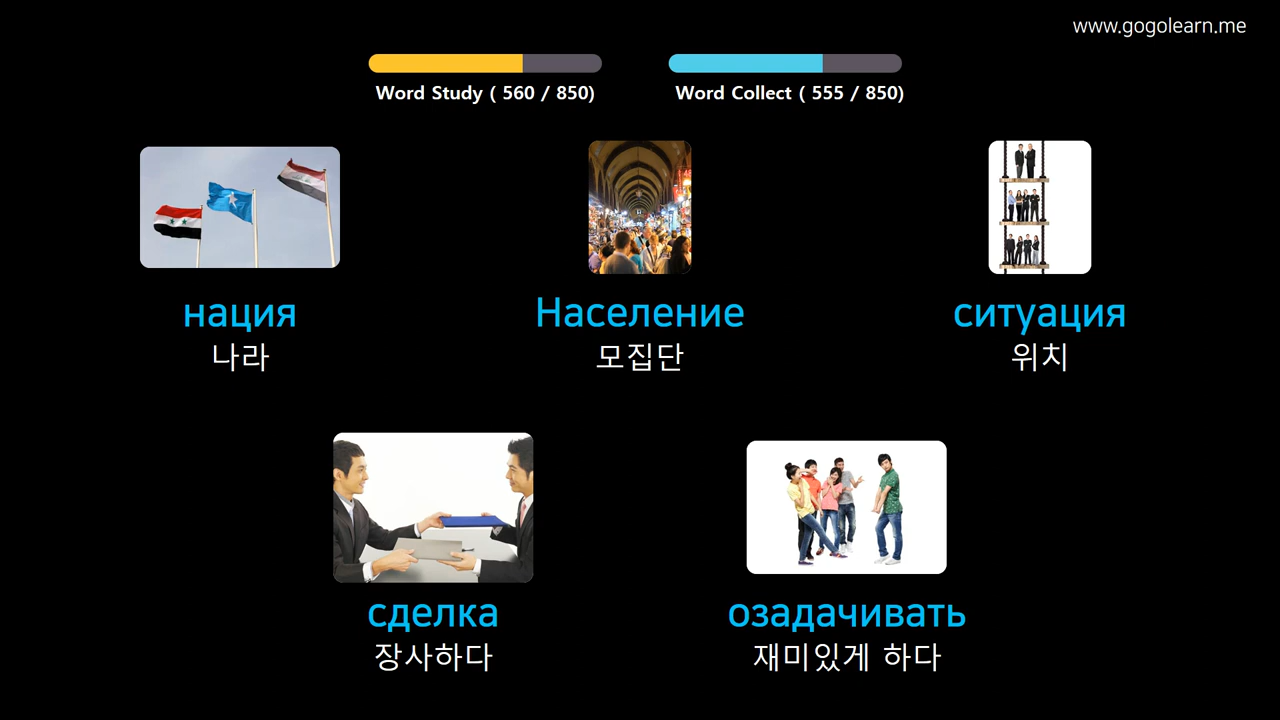 www.gogolearn.me
Word Study ( 560 / 850)
Word Collect ( 555 / 850)
нация
나라
Население
모집단
ситуация
위치
сделка
장사하다
озадачивать
재미있게 하다